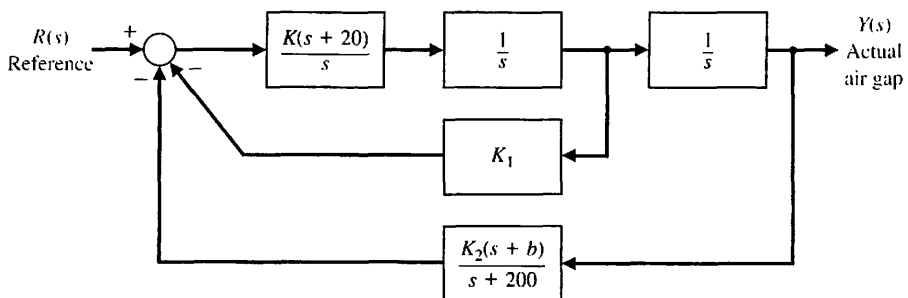 R(s)
Reference
+
−
−
K(s + 20)
s
1
s
1
s
Y(s)
Actual
air gap
K₁
K₂(s + b)
s + 200